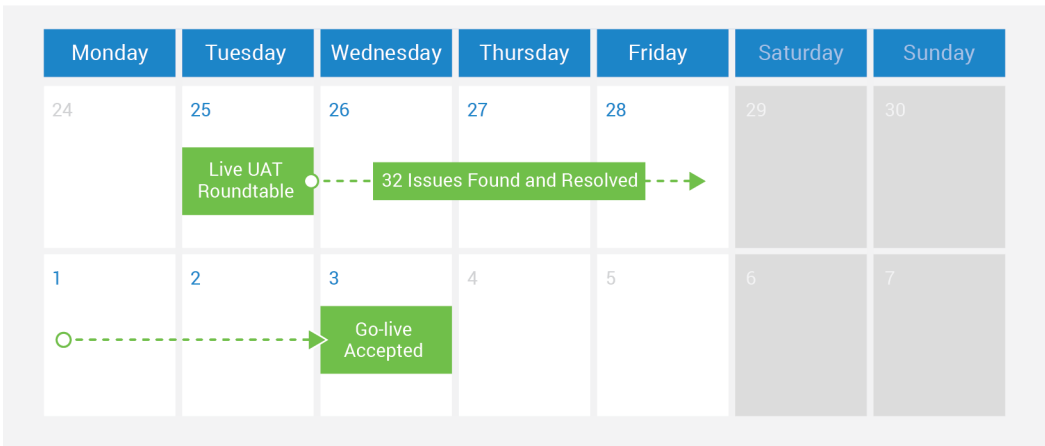 Monday Tuesday Wednesday Thursday Friday Saturday Sunday
24 25 26 27 28 29 30
Live UAT
Roundtable
32 Issues Found and Resolved
1 2 3 4 5 6 7
Go-live
Accepted